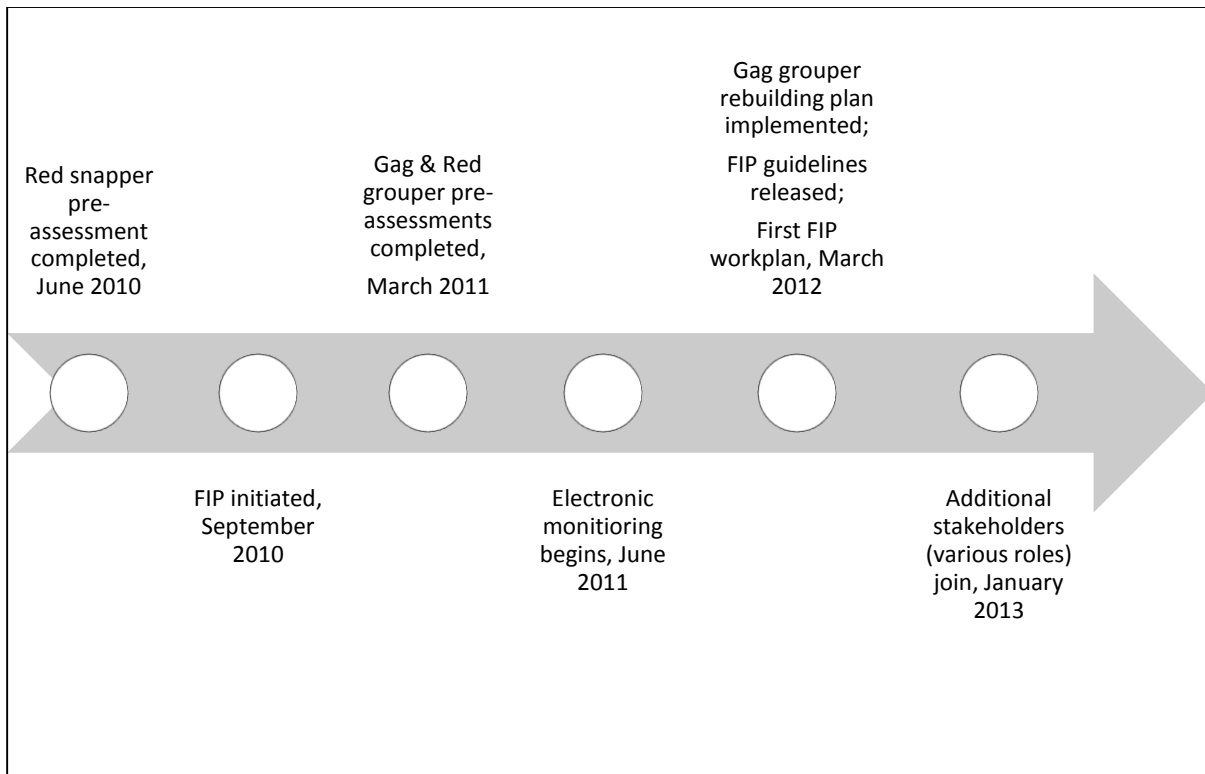 Red snapper
pre-
assessment
completed,
June 2010
FIP initiated,
September
2010
Gag & Red
grouper pre-
assessments
completed,
March 2011
Electronic
monitioring
begins, June
2011
Gag grouper
rebuilding plan
implemented;
FIP guidelines
released;
First FIP
workplan, March
2012
Additional
stakeholders
(various roles)
join, January
2013